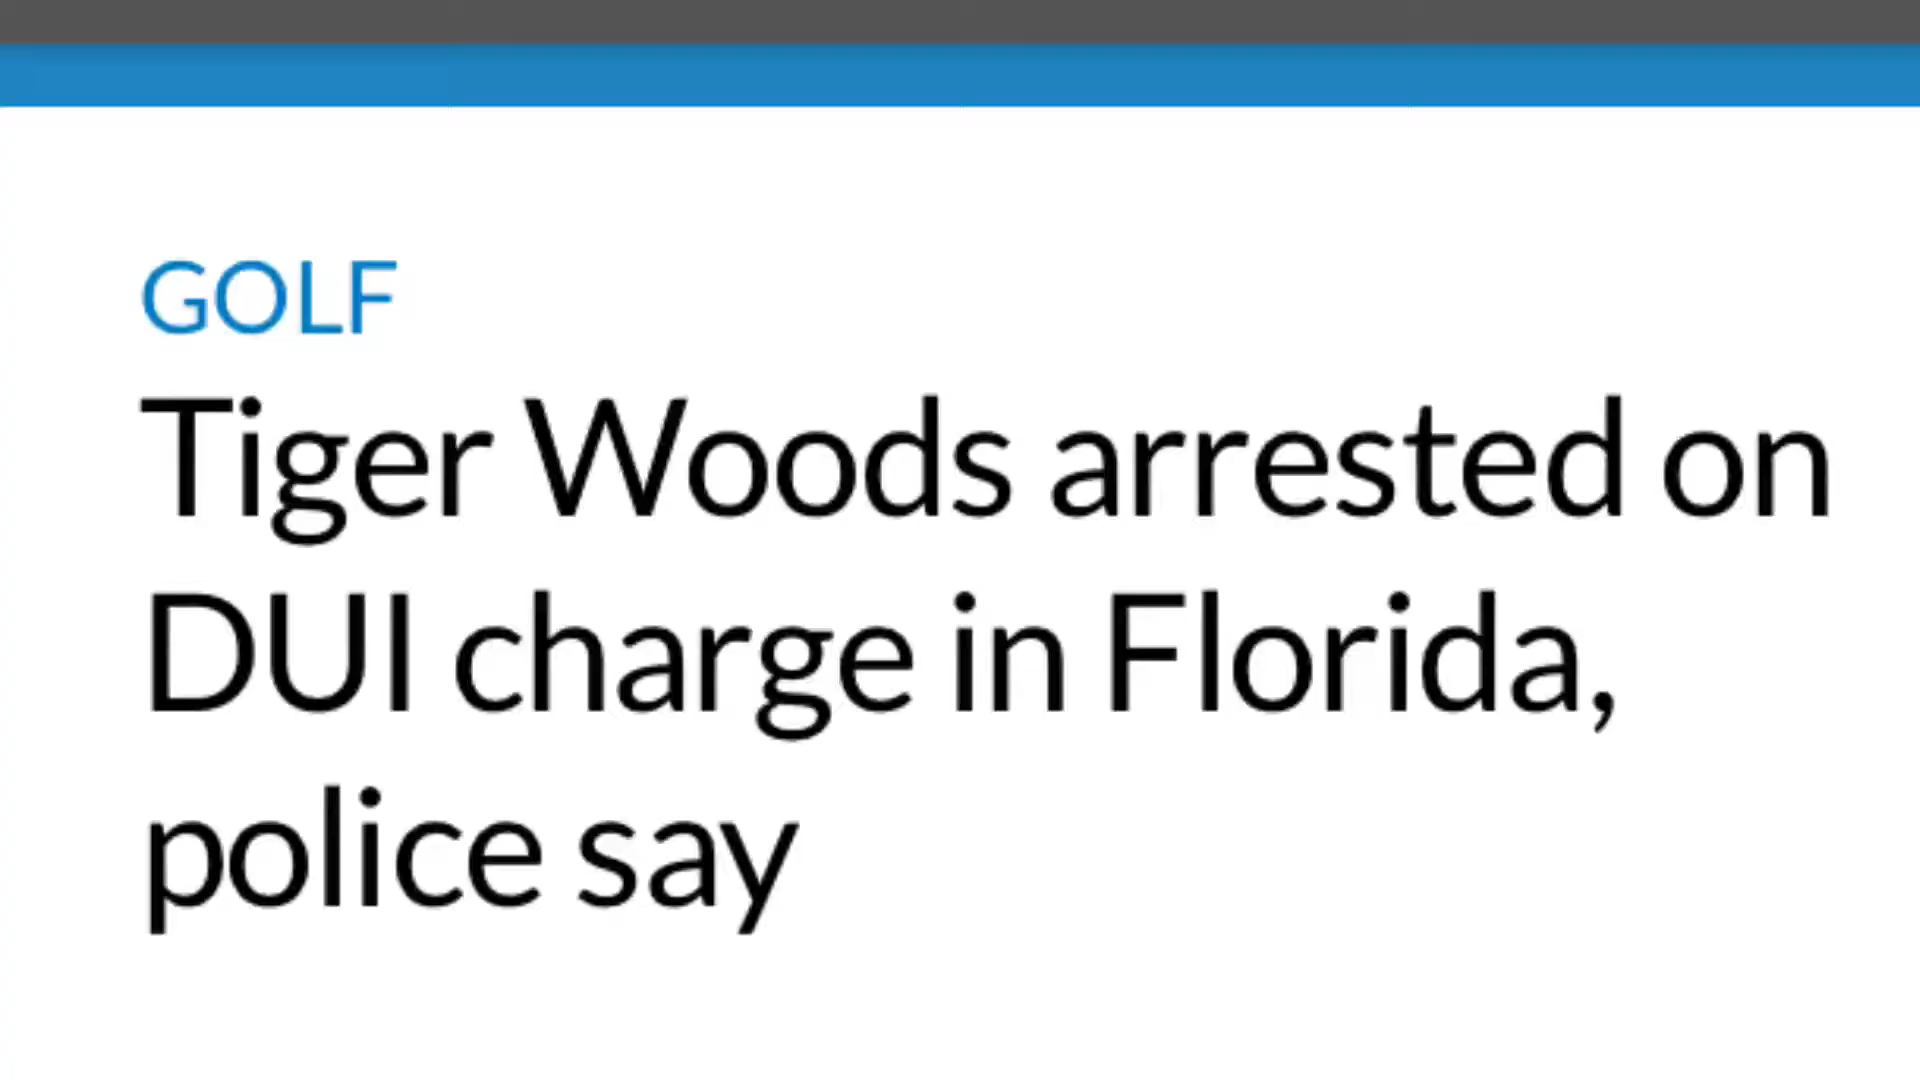 GOLF
Tiger Woods arrested on
DUI charge in Florida,
police say